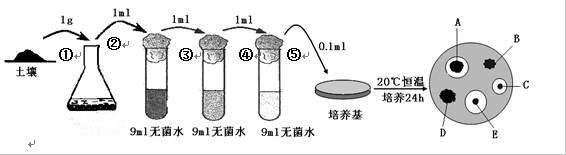 1g 1ml 1ml 1ml
① ② ③ ④ ⑤ 0.1ml
土壤
9ml无菌水 9ml无菌水 9ml无菌水
培养基
20℃恒温
培养24h
A
B
C
D
E